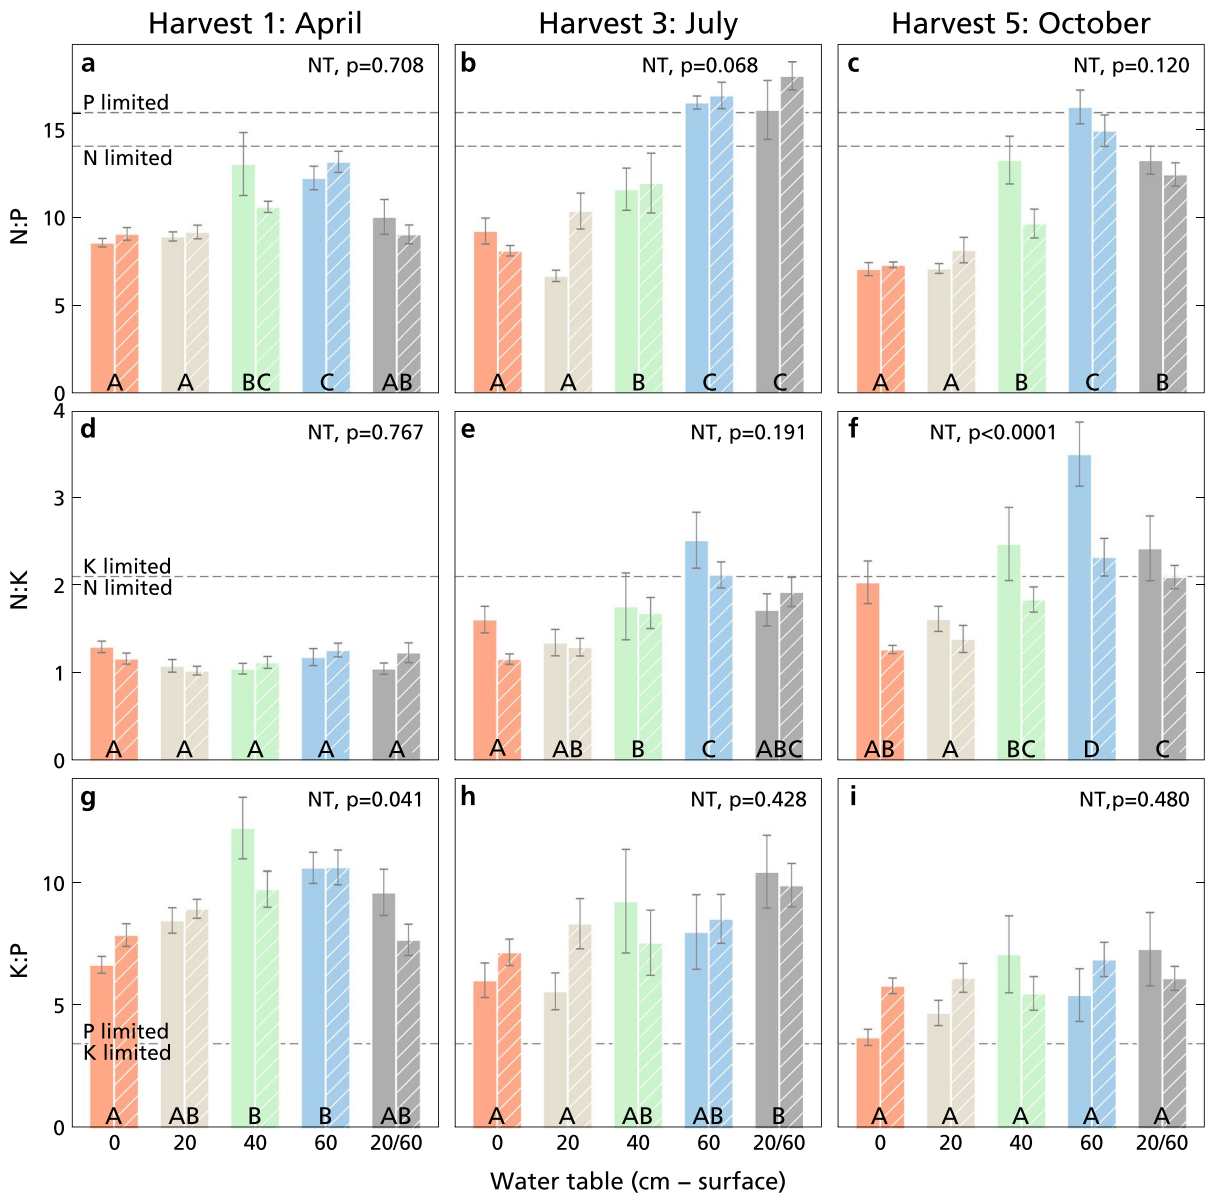 Harvest 1: April
Harvest 3: July
Harvest 5: October
a
NT, p=0.708
b
NT, p=0.068
c
NT, p=0.120
P limited
N limited
15
10
5
0
N:P
A
A
BC
C
AB
A
A
B
C
C
A
A
B
C
B
d
NT, p=0.767
e
NT, p=0.191
f
NT, p<0.0001
4
3
2
1
0
N:K
K limited
N limited
A
A
A
A
A
A
AB
B
C
ABC
AB
A
BC
D
C
g
NT, p=0.041
h
NT, p=0.428
i
NT,p=0.480
10
5
0
K:P
P limited
K limited
A
AB
B
B
AB
A
A
AB
AB
B
A
A
A
A
A
0
20
40
60
20/60
0
20
40
60
20/60
0
20
40
60
20/60
Water table (cm − surface)